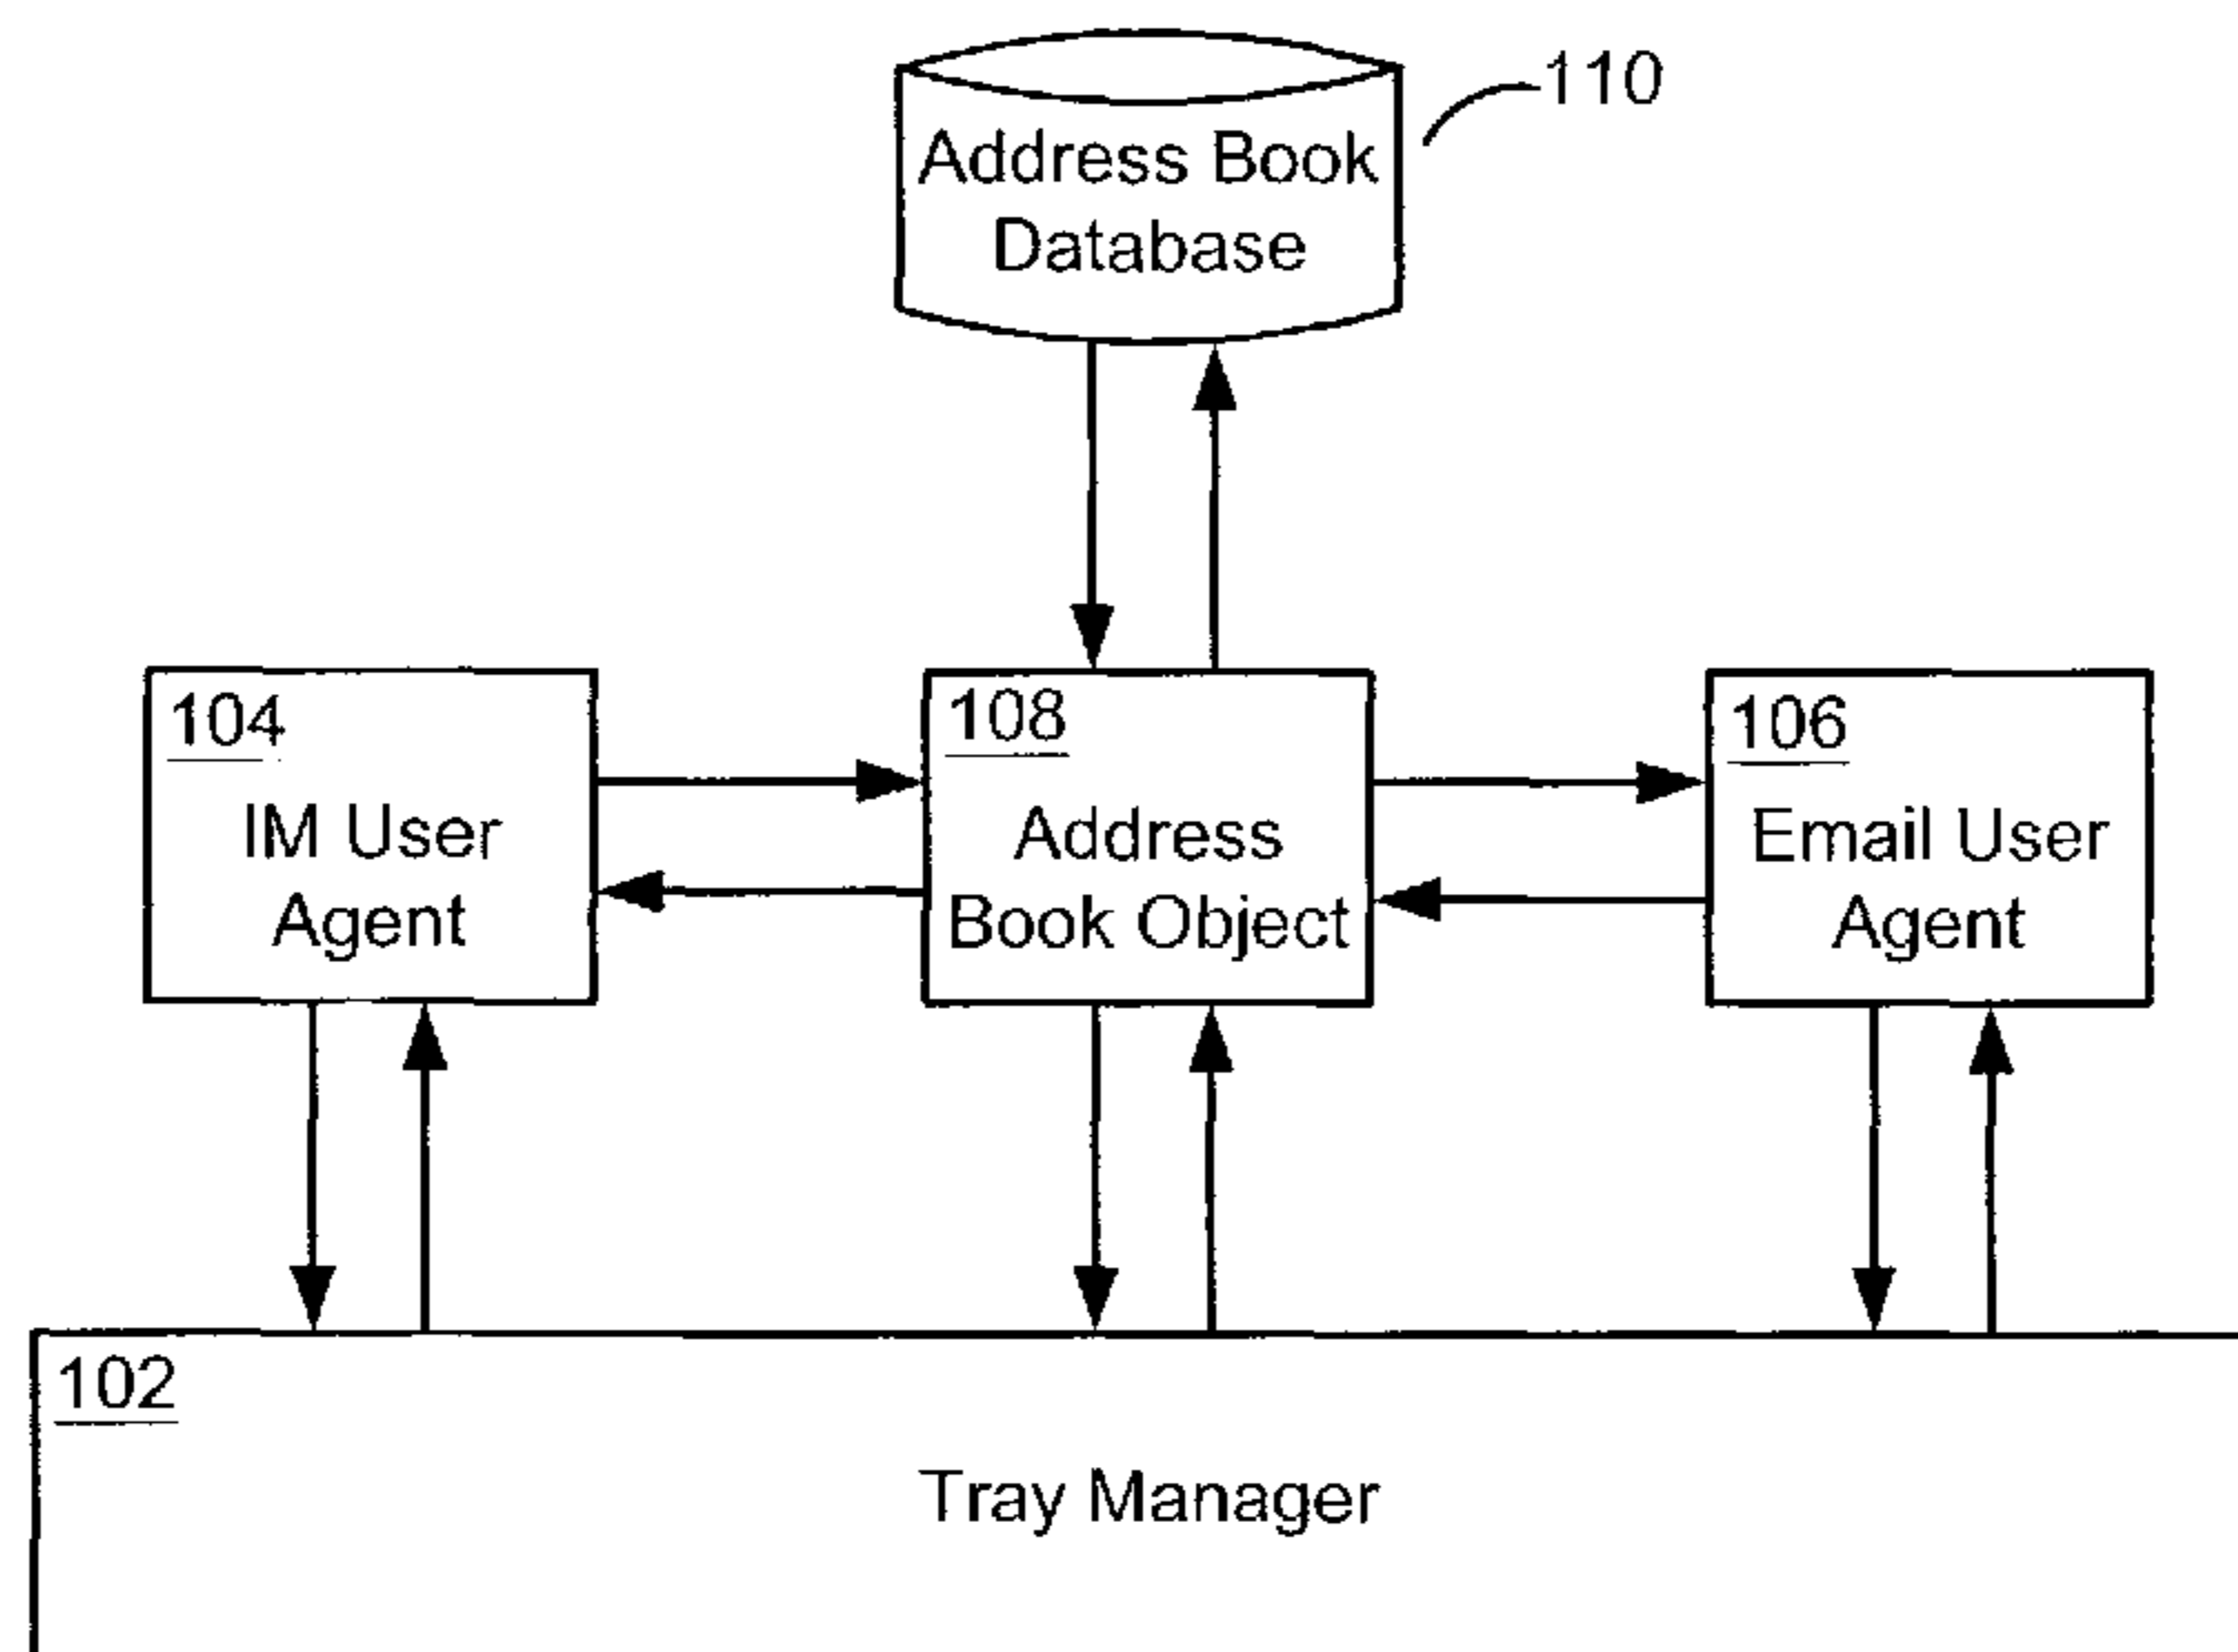 110
Address Book
Database
104
IM User
Agent
108
Address
Book Object
106
Email User
Agent
102
Tray Manager